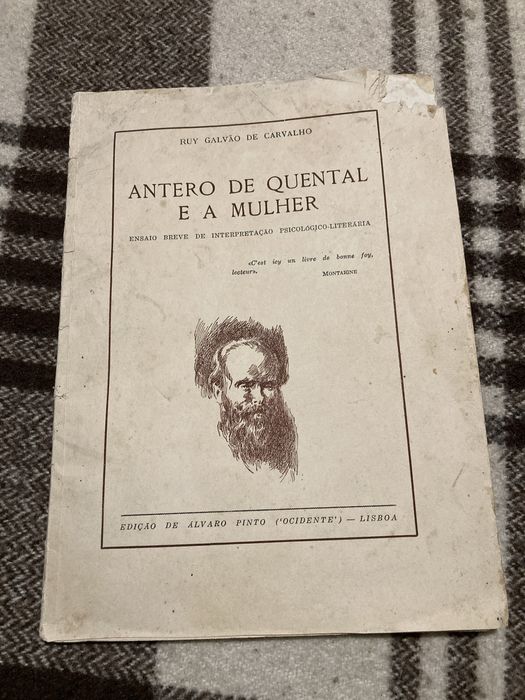 RUY GALVÃO DE CARVALHO
ANTERO DE QUENTAL
E A MULHER
ENSAIO BREVE DE INTERPRETAÇÃO PSICOLÓGICO-LITERÁRIA
«C'est icy un livre de bonne foy,
lecteur».
MONTAIGNE
EDIÇÃO DE ÁLVARO PINTO ('OCIDENTE') — LISBOA